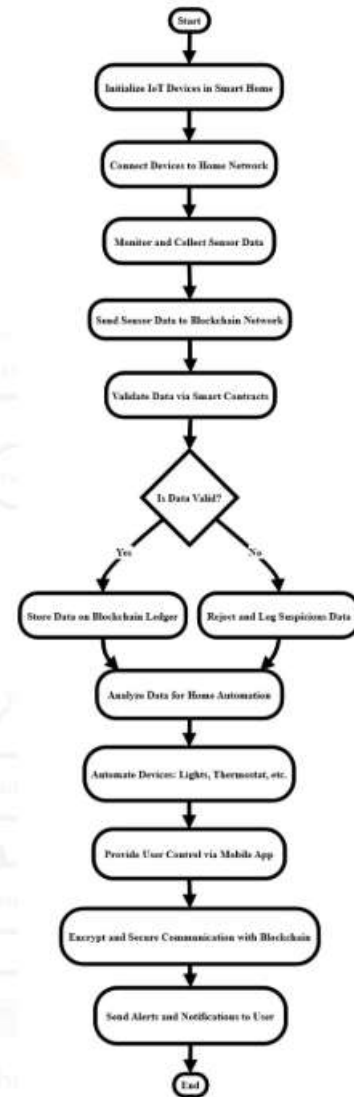 Start
Initialize IoT Devices in Smart Home
Connect Devices to Home Network
Monitor and Collect Sensor Data
Send Sensor Data to Blockchain Network
Validate Data via Smart Contracts
Is Data Valid?
Yes
No
Store Data on Blockchain Ledger
Reject and Log Suspicious Data
Analyze Data for Home Automation
Automate Devices: Lights, Thermostat, etc.
Provide User Control via Mobile App
Encrypt and Secure Communication with Blockchain
Send Alerts and Notifications to User
End